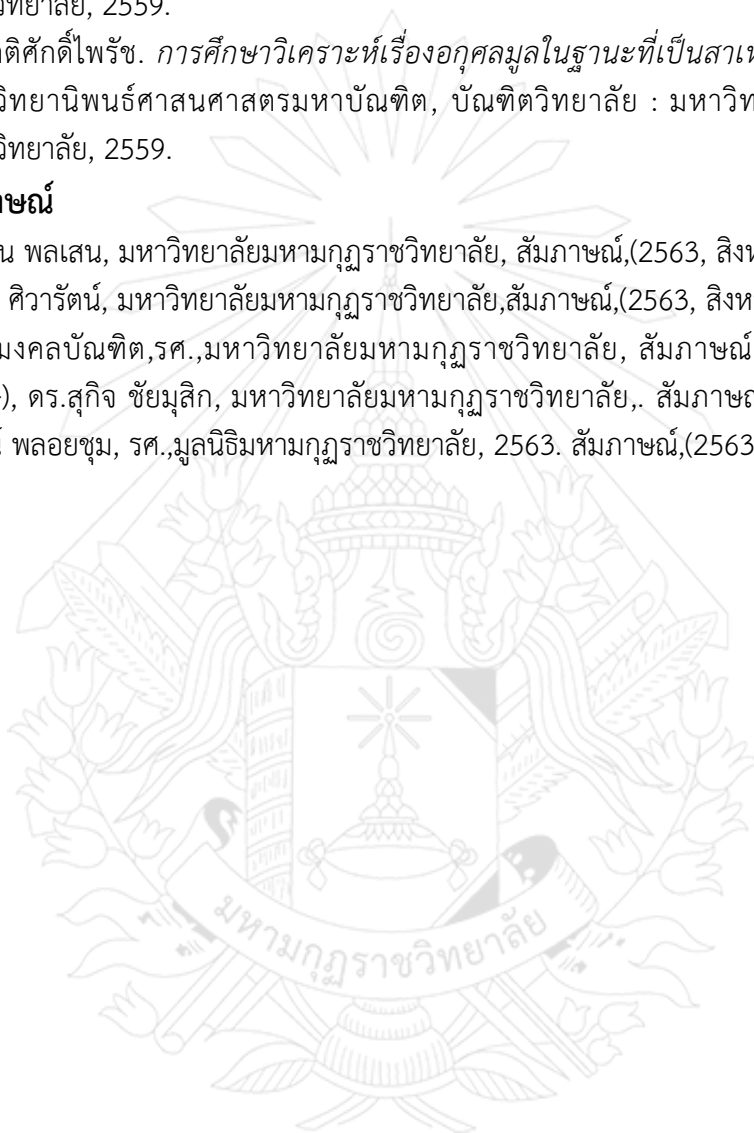 วิทยาลัย, 2559.
ติศักดิ์ไพรัช. การศึกษาวิเคราะห์เรื่องอกุศลมูลในฐานะที่เป็นสาเห
วิทยานิพนธ์ศาสนศาสตรมหาบัณฑิต, บัณฑิตวิทยาลัย : มหาวิท
วิทยาลัย, 2559.
าษณ์
น พลเสน, มหาวิทยาลัยมหามกุฏราชวิทยาลัย, สัมภาษณ์,(2563, สิงห
ศิวารัตน์, มหาวิทยาลัยมหามกุฏราชวิทยาลัย,สัมภาษณ์,(2563, สิงห
มงคลบัณฑิต,รศ.,มหาวิทยาลัยมหามกุฏราชวิทยาลัย, สัมภาษณ์
), ดร.สุกิจ ชัยมุสิก, มหาวิทยาลัยมหามกุฏราชวิทยาลัย,. สัมภาษณ
์ พลอยชุม, รศ.,มูลนิธิมหามกุฏราชวิทยาลัย, 2563. สัมภาษณ์,(2563
มหามกุฏราชวิทยาลัย